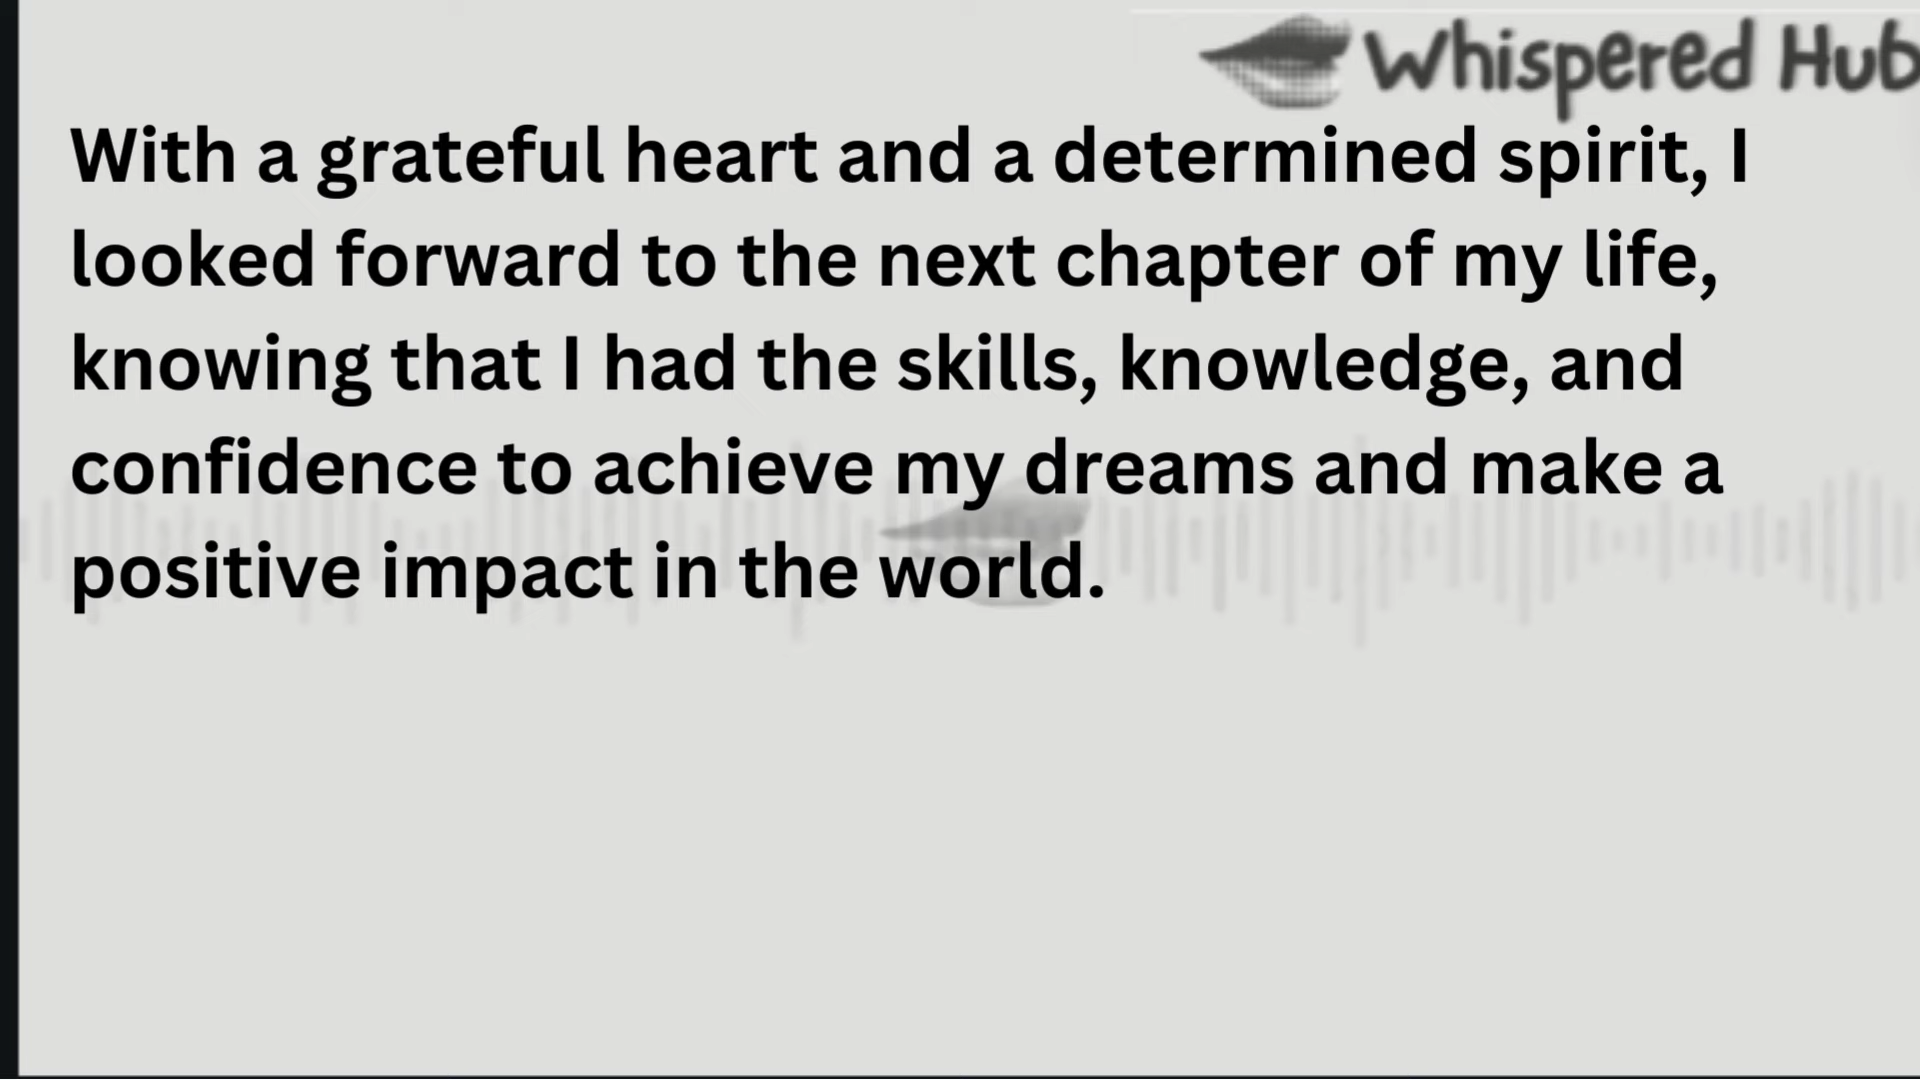 Whispered Hub
With a grateful heart and a determined spirit, I
looked forward to the next chapter of my life,
knowing that I had the skills, knowledge, and
confidence to achieve my dreams and make a
positive impact in the world.